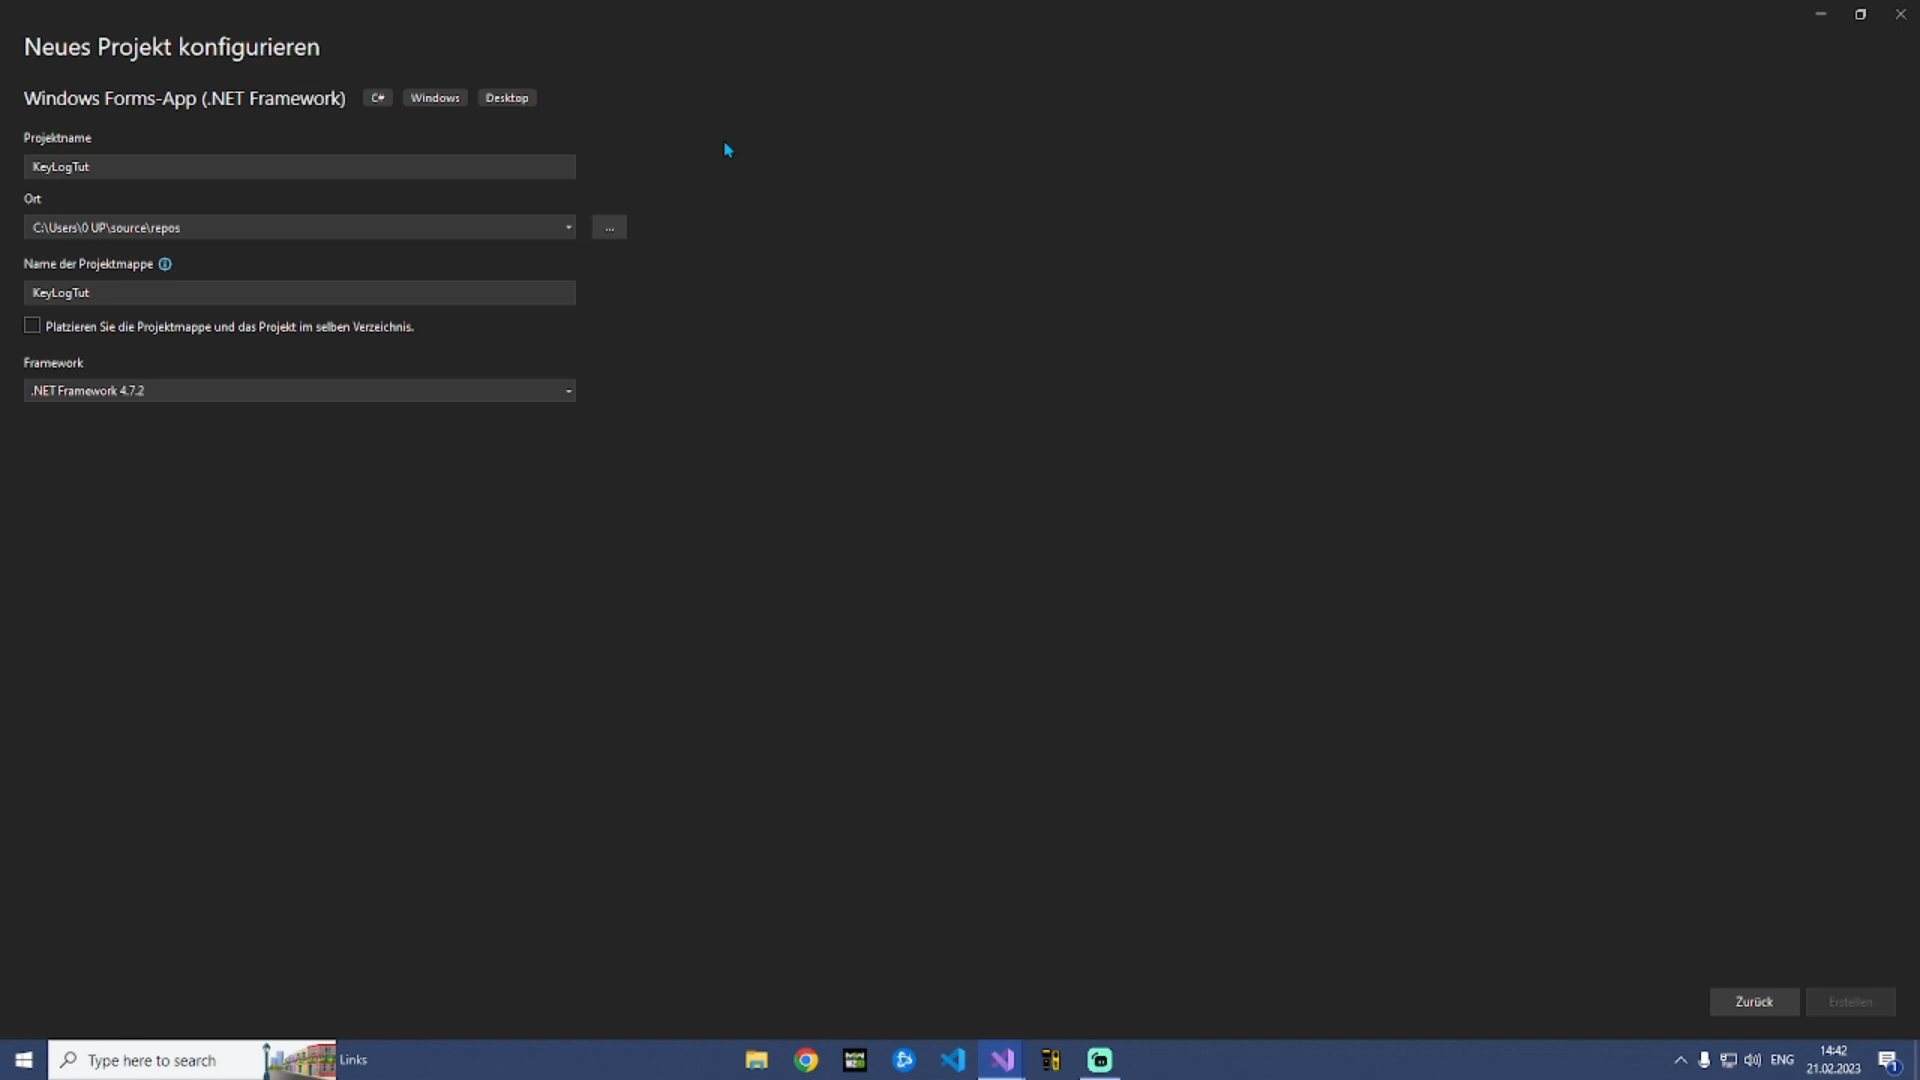 Neues Projekt konfigurieren
Windows Forms-App (.NET Framework) C# Windows Desktop
Projektname
KeyLogTut
Ort
C:\Users\0 UP\source\repos
...
Name der Projektmappe
KeyLogTut
Platzieren Sie die Projektmappe und das Projekt im selben Verzeichnis.
Framework
.NET Framework 4.7.2
Zurück Erstellen
Type here to search
Links
ENG
14:42
21.02.2023
1